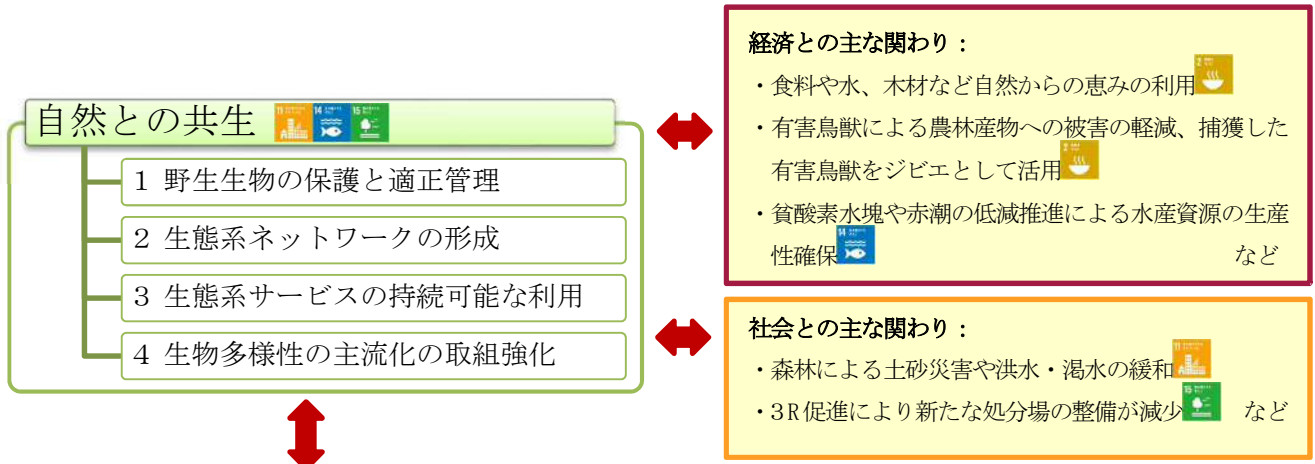 自然との共生 11 14 15
1 野生生物の保護と適正管理
2 生態系ネットワークの形成
3 生態系サービスの持続可能な利用
4 生物多様性の主流化の取組強化
経済との主な関わり：
・食料や水、木材など自然からの恵みの利用 2
・有害鳥獣による農林産物への被害の軽減、捕獲した
有害鳥獣をジビエとして活用 2
・貧酸素水塊や赤潮の低減推進による水産資源の生産
性確保 14 など
社会との主な関わり：
・森林による土砂災害や洪水・渇水の緩和 11
・3R促進により新たな処分場の整備が減少 15 など